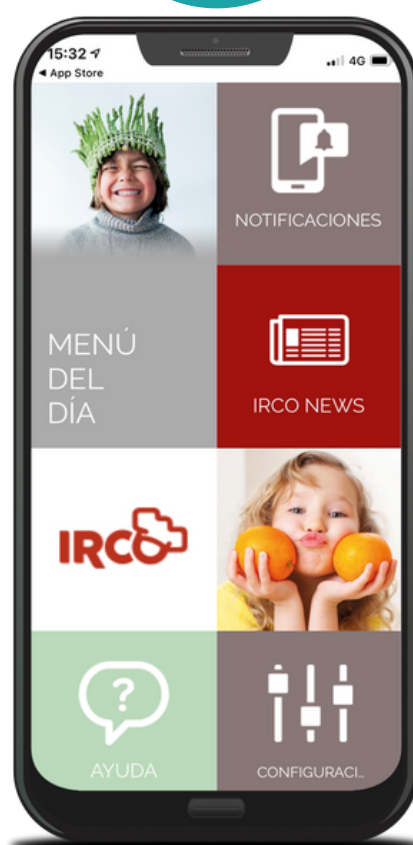 15:32
4G
◀ App Store
NOTIFICACIONES
MENÚ
DEL
DÍA
IRCO NEWS
IRCO
?
AYUDA
CONFIGURACI...